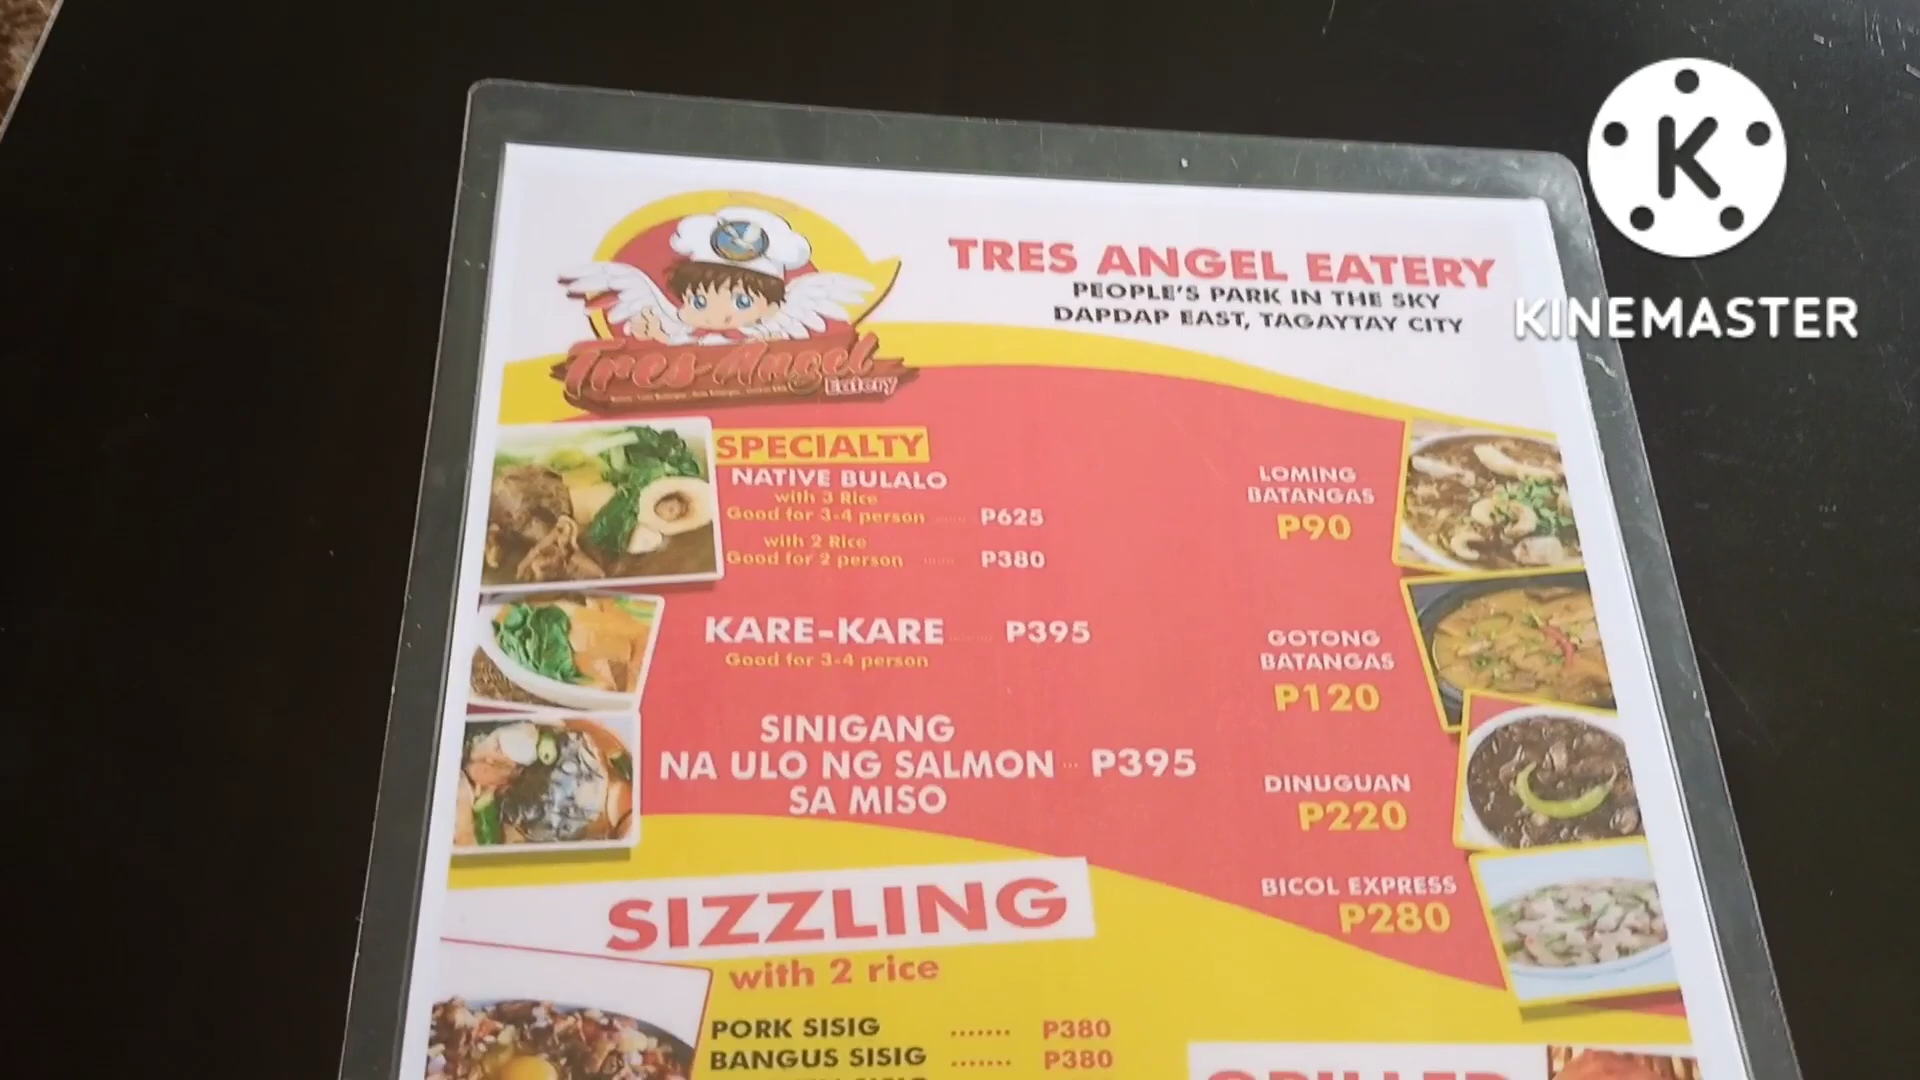 KINEMASTER
Tres Angel
Eatery
TRES ANGEL EATERY
PEOPLE'S PARK IN THE SKY
DAPDAP EAST, TAGAYTAY CITY
SPECIALTY
NATIVE BULALO
with 3 Rice
Good for 3-4 person ...... P625
with 2 Rice
Good for 2 person ...... P380
KARE-KARE ...... P395
Good for 3-4 person
SINIGANG
NA ULO NG SALMON ... P395
SA MISO
LOMING
BATANGAS
P90
GOTONG
BATANGAS
P120
DINUGUAN
P220
BICOL EXPRESS
P280
SIZZLING
with 2 rice
PORK SISIG ....... P380
BANGUS SISIG ....... P380
GRILLED